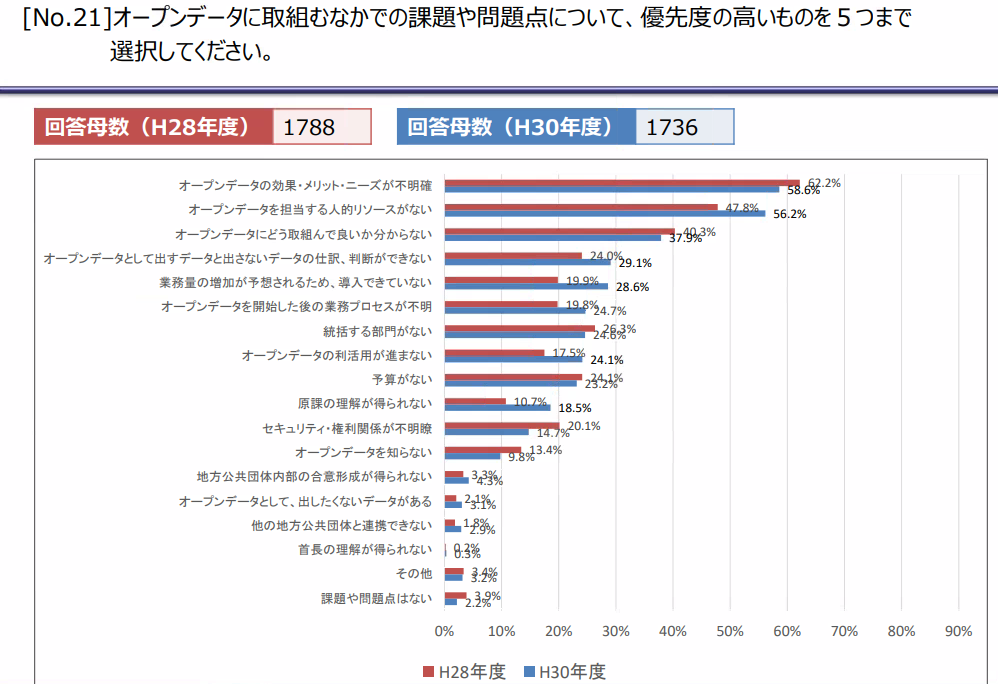 [No.21]オープンデータに取組むなかでの課題や問題点について、優先度の高いものを５つまで
選択してください。
回答母数（H28年度） 1788 回答母数（H30年度） 1736
オープンデータの効果・メリット・ニーズが不明確 62.2% 58.6%
オープンデータを担当する人的リソースがない 47.8% 56.2%
オープンデータにどう取組んで良いか分からない 40.3% 37.9%
オープンデータとして出すデータと出さないデータの仕訳、判断ができない 24.0% 29.1%
業務量の増加が予想されるため、導入できていない 19.9% 28.6%
オープンデータを開始した後の業務プロセスが不明 19.8% 24.7%
統括する部門がない 26.3% 24.6%
オープンデータの利活用が進まない 17.5% 24.1%
予算がない 24.1% 23.2%
原課の理解が得られない 10.7% 18.5%
セキュリティ・権利関係が不明瞭 20.1% 14.7%
オープンデータを知らない 13.4% 9.8%
地方公共団体内部の合意形成が得られない 3.3% 4.3%
オープンデータとして、出したくないデータがある 2.1% 3.1%
他の地方公共団体と連携できない 1.8% 2.9%
首長の理解が得られない 0.2% 0.3%
その他 3.4% 3.2%
課題や問題点はない 3.9% 2.2%
0% 10% 20% 30% 40% 50% 60% 70% 80% 90%
H28年度 H30年度